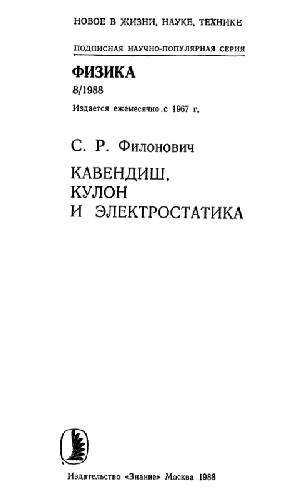 НОВОЕ В ЖИЗНИ, НАУКЕ, ТЕХНИКЕ
ПОДПИСНАЯ НАУЧНО-ПОПУЛЯРНАЯ СЕРИЯ
ФИЗИКА
8/1988
Издается ежемесячно с 1967 г.
С. Р. Филонович
КАВЕНДИШ,
КУЛОН
И ЭЛЕКТРОСТАТИКА
Издательство «Знание» Москва 1988